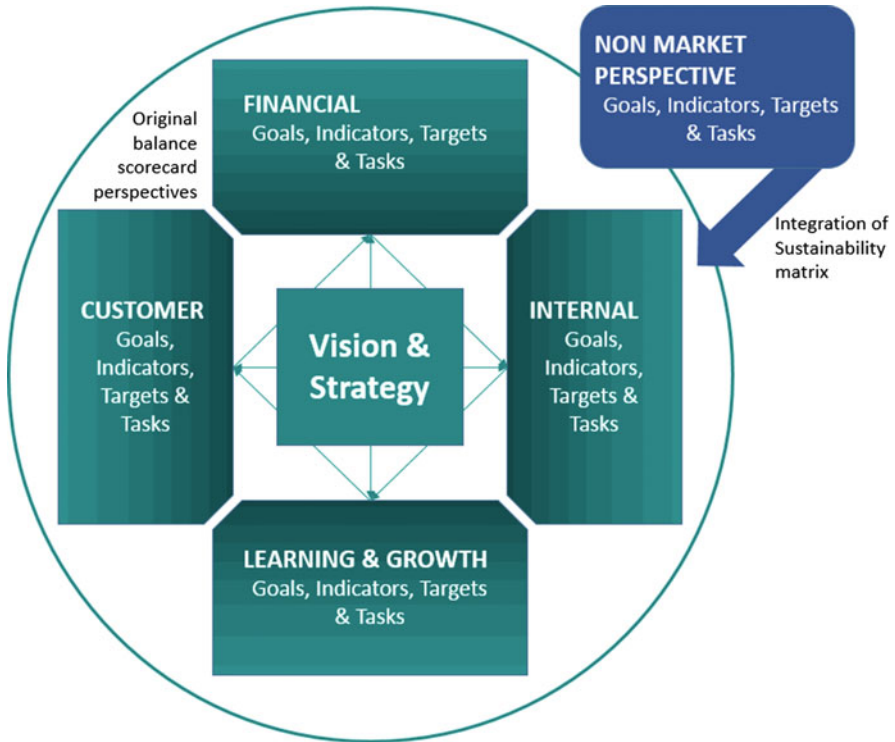 NON MARKET
PERSPECTIVE
Goals, Indicators, Targets
& Tasks
FINANCIAL
Goals, Indicators, Targets
& Tasks
Original
balance
scorecard
perspectives
Integration of
Sustainability
matrix
CUSTOMER
Goals,
Indicators,
Targets &
Tasks
Vision &
Strategy
INTERNAL
Goals,
Indicators,
Targets &
Tasks
LEARNING & GROWTH
Goals, Indicators, Targets
& Tasks